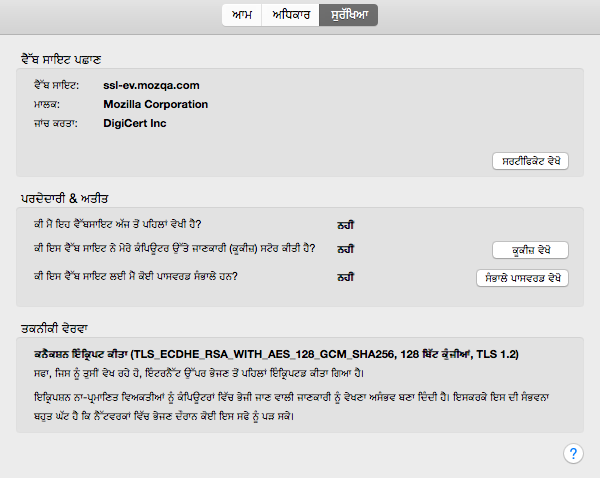 ਆਮ ਅਧਿਕਾਰ ਸੁਰੱਖਿਆ
ਵੈੱਬ ਸਾਇਟ ਪਛਾਣ
ਵੈੱਬ ਸਾਇਟ: ssl-ev.mozqa.com
ਮਾਲਕ: Mozilla Corporation
ਜਾਂਚ ਕਰਤਾ: DigiCert Inc
ਸਰਟੀਫਿਕੇਟ ਵੇਖੋ
ਪਰਦੇਦਾਰੀ & ਅਤੀਤ
ਕੀ ਮੈਂ ਇਹ ਵੈੱਬਸਾਇਟ ਅੱਜ ਤੋਂ ਪਹਿਲਾਂ ਵੇਖੀ ਹੈ? ਨਹੀਂ
ਕੀ ਇਸ ਵੈੱਬ ਸਾਇਟ ਨੇ ਮੇਰੇ ਕੰਪਿਊਟਰ ਉੱਤੇ ਜਾਣਕਾਰੀ (ਕੂਕੀਜ਼) ਸਟੋਰ ਕੀਤੀ ਹੈ? ਨਹੀਂ ਕੂਕੀਜ਼ ਵੇਖੋ
ਕੀ ਇਸ ਵੈੱਬ ਸਾਇਟ ਲਈ ਮੈਂ ਕੋਈ ਪਾਸਵਰਡ ਸੰਭਾਲੇ ਹਨ? ਨਹੀਂ ਸੰਭਾਲੇ ਪਾਸਵਰਡ ਵੇਖੋ
ਤਕਨੀਕੀ ਵੇਰਵਾ
ਕਨੈਕਸ਼ਨ ਇੰਕ੍ਰਿਪਟ ਕੀਤਾ (TLS_ECDHE_RSA_WITH_AES_128_GCM_SHA256, 128 ਬਿੱਟ ਕੁੰਜੀਆਂ, TLS 1.2)
ਸਫਾ, ਜਿਸ ਨੂੰ ਤੁਸੀਂ ਵੇਖ ਰਹੇ ਹੋ, ਇੰਟਰਨੈੱਟ ਉੱਪਰ ਭੇਜਣ ਤੋਂ ਪਹਿਲਾਂ ਇੰਕ੍ਰਿਪਟਡ ਕੀਤਾ ਗਿਆ ਹੈ।
ਇਕ੍ਰਿਪਸ਼ਨ ਨਾ-ਪ੍ਰਮਾਣਿਤ ਵਿਅਕਤੀਆਂ ਨੂੰ ਕੰਪਿਊਟਰਾਂ ਵਿੱਚ ਭੇਜੀ ਜਾਣ ਵਾਲੀ ਜਾਣਕਾਰੀ ਨੂੰ ਵੇਖਣਾ ਅਸੰਭਵ ਬਣਾ ਦਿੰਦੀ ਹੈ। ਇਸਕਰਕੇ ਇਸ ਦੀ ਸੰਭਵਨਾ
ਬਹੁਤ ਘੱਟ ਹੈ ਕਿ ਨੈੱਟਵਰਕਾਂ ਵਿੱਚ ਭੇਜਣ ਦੌਰਾਨ ਕੋਈ ਇਸ ਸਫੇ ਨੂੰ ਪੜ ਸਕੇ।
?